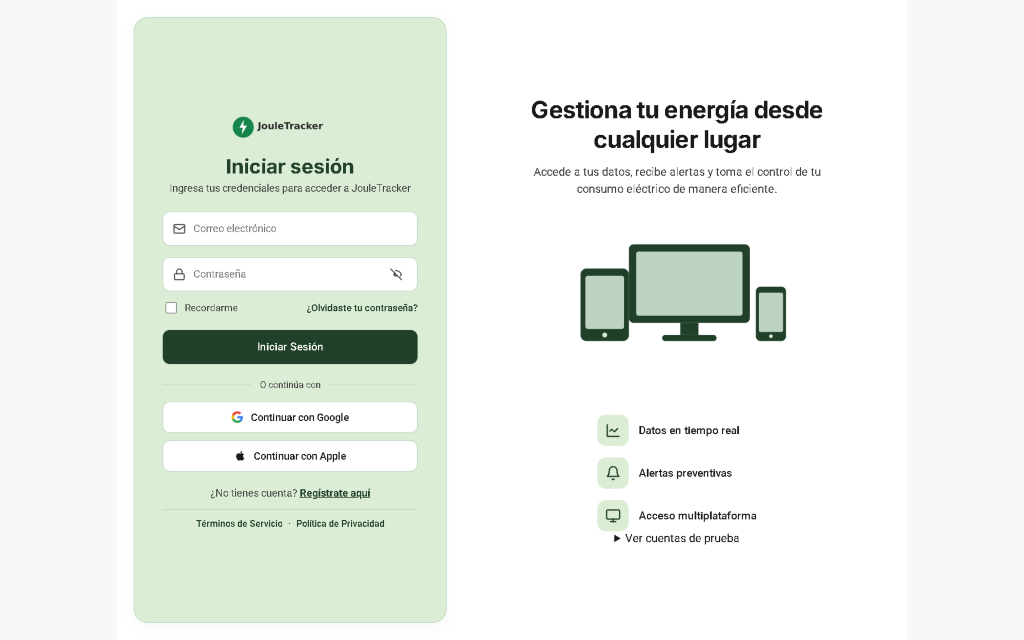 JouleTracker
Iniciar sesión
Ingresa tus credenciales para acceder a JouleTracker
Correo electrónico
Contraseña
Recordarme
¿Olvidaste tu contraseña?
Iniciar Sesión
O continúa con
Continuar con Google
Continuar con Apple
¿No tienes cuenta? Regístrate aquí
Términos de Servicio · Política de Privacidad
Gestiona tu energía desde
cualquier lugar
Accede a tus datos, recibe alertas y toma el control de tu
consumo eléctrico de manera eficiente.
Datos en tiempo real
Alertas preventivas
Acceso multiplataforma
▶ Ver cuentas de prueba